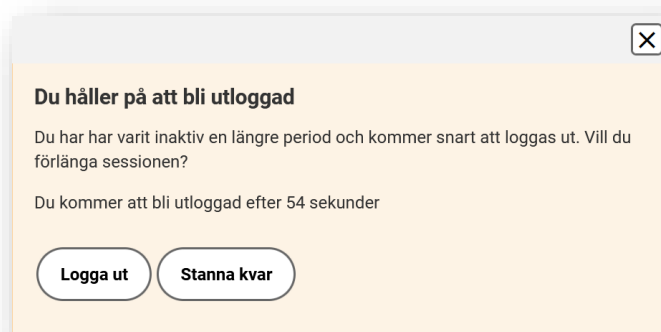 Du håller på att bli utloggad
Du har har varit inaktiv en längre period och kommer snart att loggas ut. Vill du
förlänga sessionen?
Du kommer att bli utloggad efter 54 sekunder
Logga ut Stanna kvar